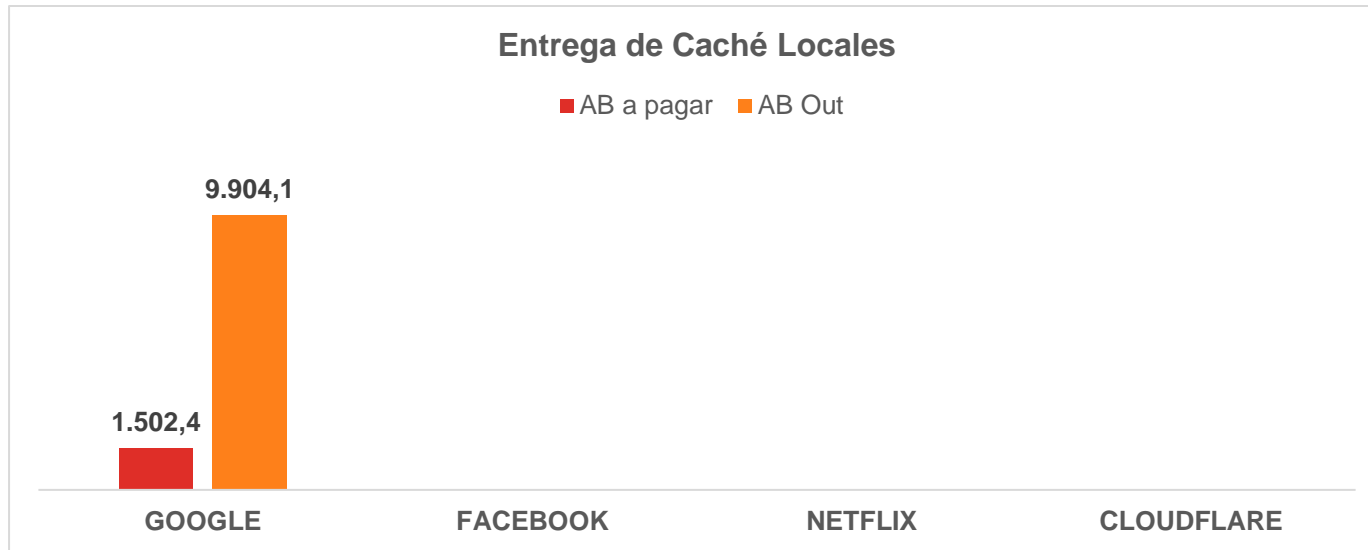 Entrega de Caché Locales
AB a pagar AB Out
9.904,1
1.502,4
GOOGLE FACEBOOK NETFLIX CLOUDFLARE